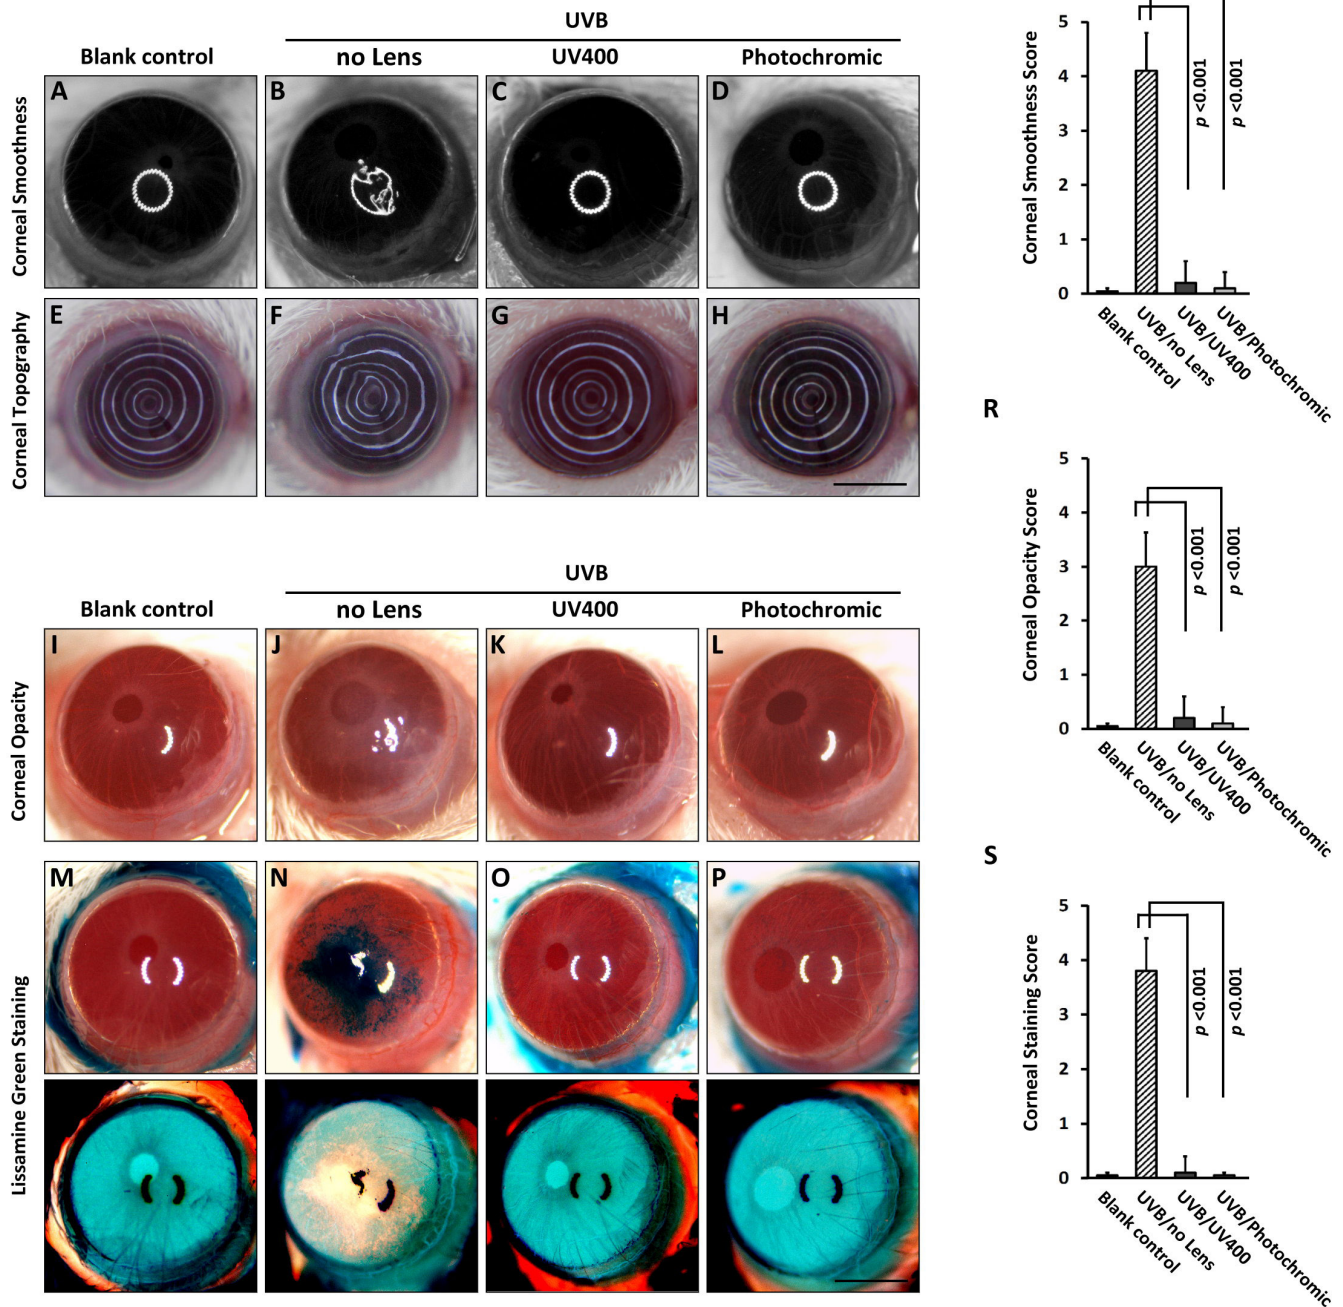 UVB
Blank control
no Lens
UV400
Photochromic
Corneal Smoothness
A
B
C
D
Corneal Topography
E
F
G
H
UVB
Blank control
no Lens
UV400
Photochromic
Corneal Opacity
I
J
K
L
Lissamine Green Staining
M
N
O
P
Corneal Smoothness Score
5
4
3
2
1
0
p <0.001
p <0.001
Blank control
UVB/no Lens
UVB/UV400
UVB/Photochromic
R
Corneal Opacity Score
5
4
3
2
1
0
p <0.001
p <0.001
Blank control
UVB/no Lens
UVB/UV400
UVB/Photochromic
S
Corneal Staining Score
5
4
3
2
1
0
p <0.001
p <0.001
Blank control
UVB/no Lens
UVB/UV400
UVB/Photochromic